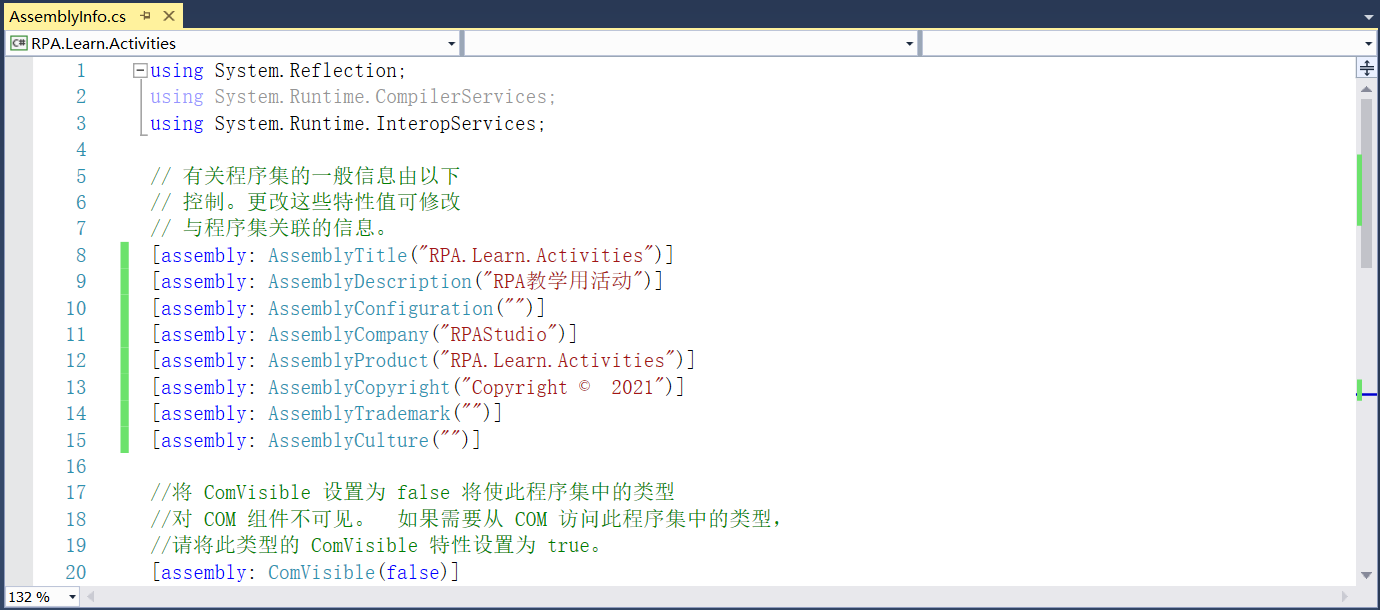 AssemblyInfo.cs
RPA.Learn.Activities
1 using System.Reflection;
2 using System.Runtime.CompilerServices;
3 using System.Runtime.InteropServices;
4
5 // 有关程序集的一般信息由以下
6 // 控制。更改这些特性值可修改
7 // 与程序集关联的信息。
8 [assembly: AssemblyTitle("RPA.Learn.Activities")]
9 [assembly: AssemblyDescription("RPA教学用活动")]
10 [assembly: AssemblyConfiguration("")]
11 [assembly: AssemblyCompany("RPAStudio")]
12 [assembly: AssemblyProduct("RPA.Learn.Activities")]
13 [assembly: AssemblyCopyright("Copyright ©  2021")]
14 [assembly: AssemblyTrademark("")]
15 [assembly: AssemblyCulture("")]
16
17 //将 ComVisible 设置为 false 将使此程序集中的类型
18 //对 COM 组件不可见。  如果需要从 COM 访问此程序集中的类型，
19 //请将此类型的 ComVisible 特性设置为 true。
20 [assembly: ComVisible(false)]
132 %